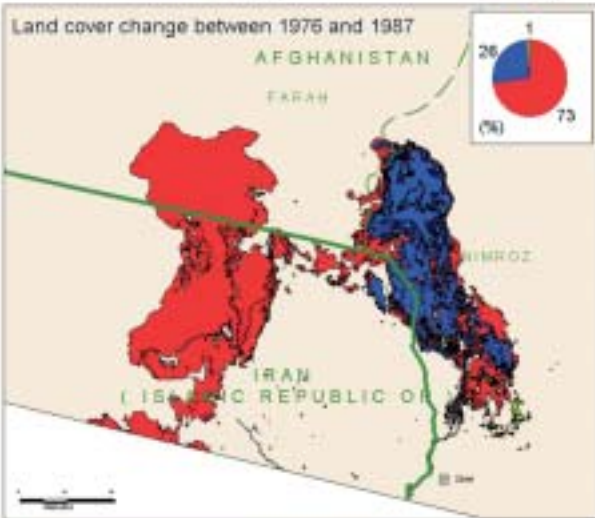 Land cover change between 1976 and 1987
1
26
73
(%)
AFGHANISTAN
FARAH
NIMROZ
IRAN
( ISLAMIC REPUBLIC OF )